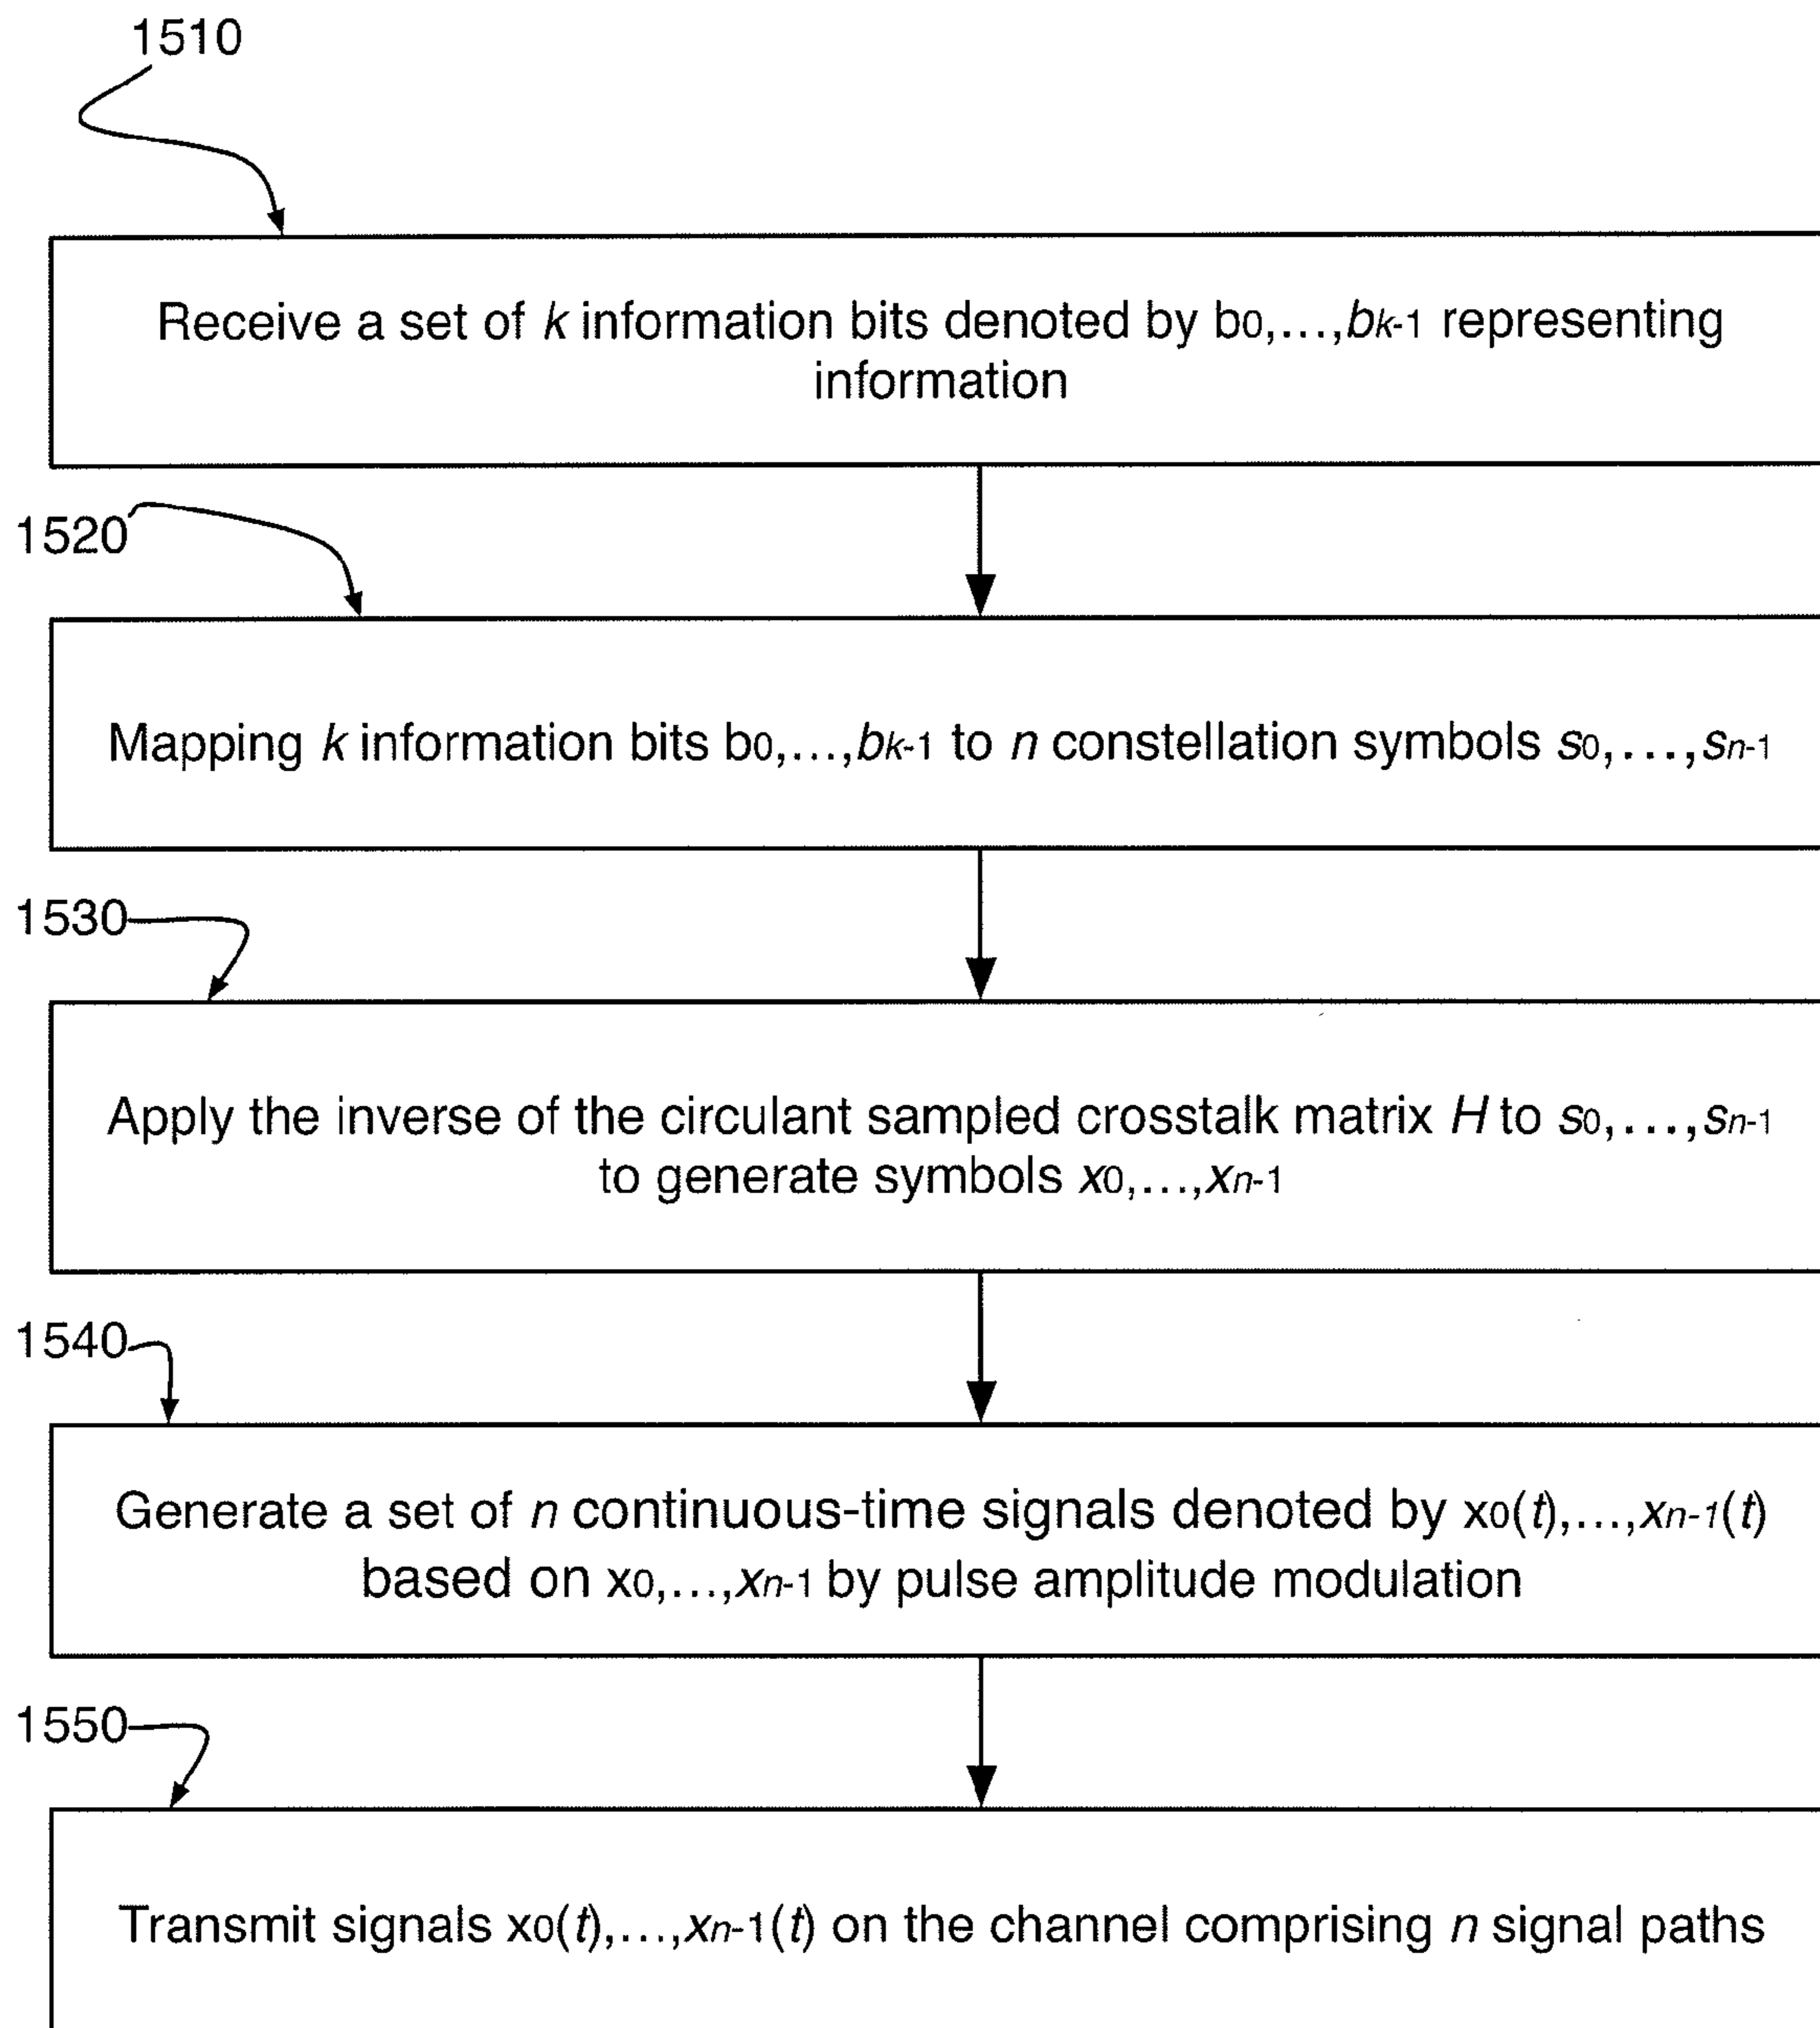 1510
Receive a set of k information bits denoted by b0,...,bk-1 representing
information
1520
Mapping k information bits b0,...,bk-1 to n constellation symbols s0,...,sn-1
1530
Apply the inverse of the circulant sampled crosstalk matrix H to s0,...,sn-1
to generate symbols x0,...,xn-1
1540
Generate a set of n continuous-time signals denoted by x0(t),...,xn-1(t)
based on x0,...,xn-1 by pulse amplitude modulation
1550
Transmit signals x0(t),...,xn-1(t) on the channel comprising n signal paths